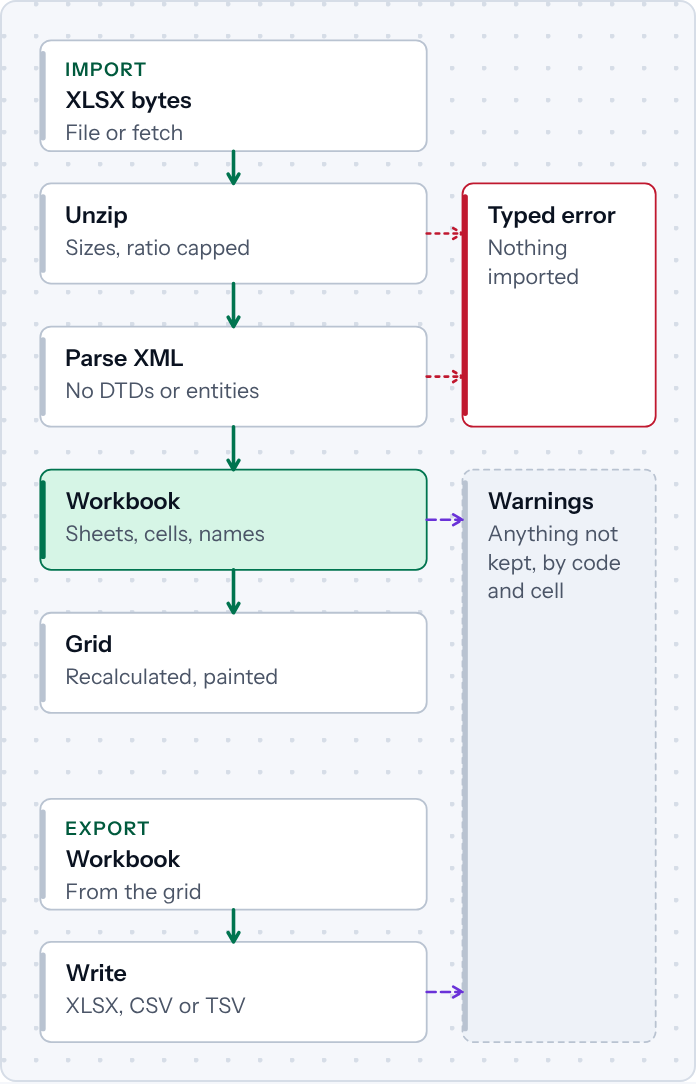 IMPORT
XLSX bytes
File or fetch
Unzip
Sizes, ratio capped
Typed error
Nothing
imported
Parse XML
No DTDs or entities
Workbook
Sheets, cells, names
Warnings
Anything not
kept, by code
and cell
Grid
Recalculated, painted
EXPORT
Workbook
From the grid
Write
XLSX, CSV or TSV